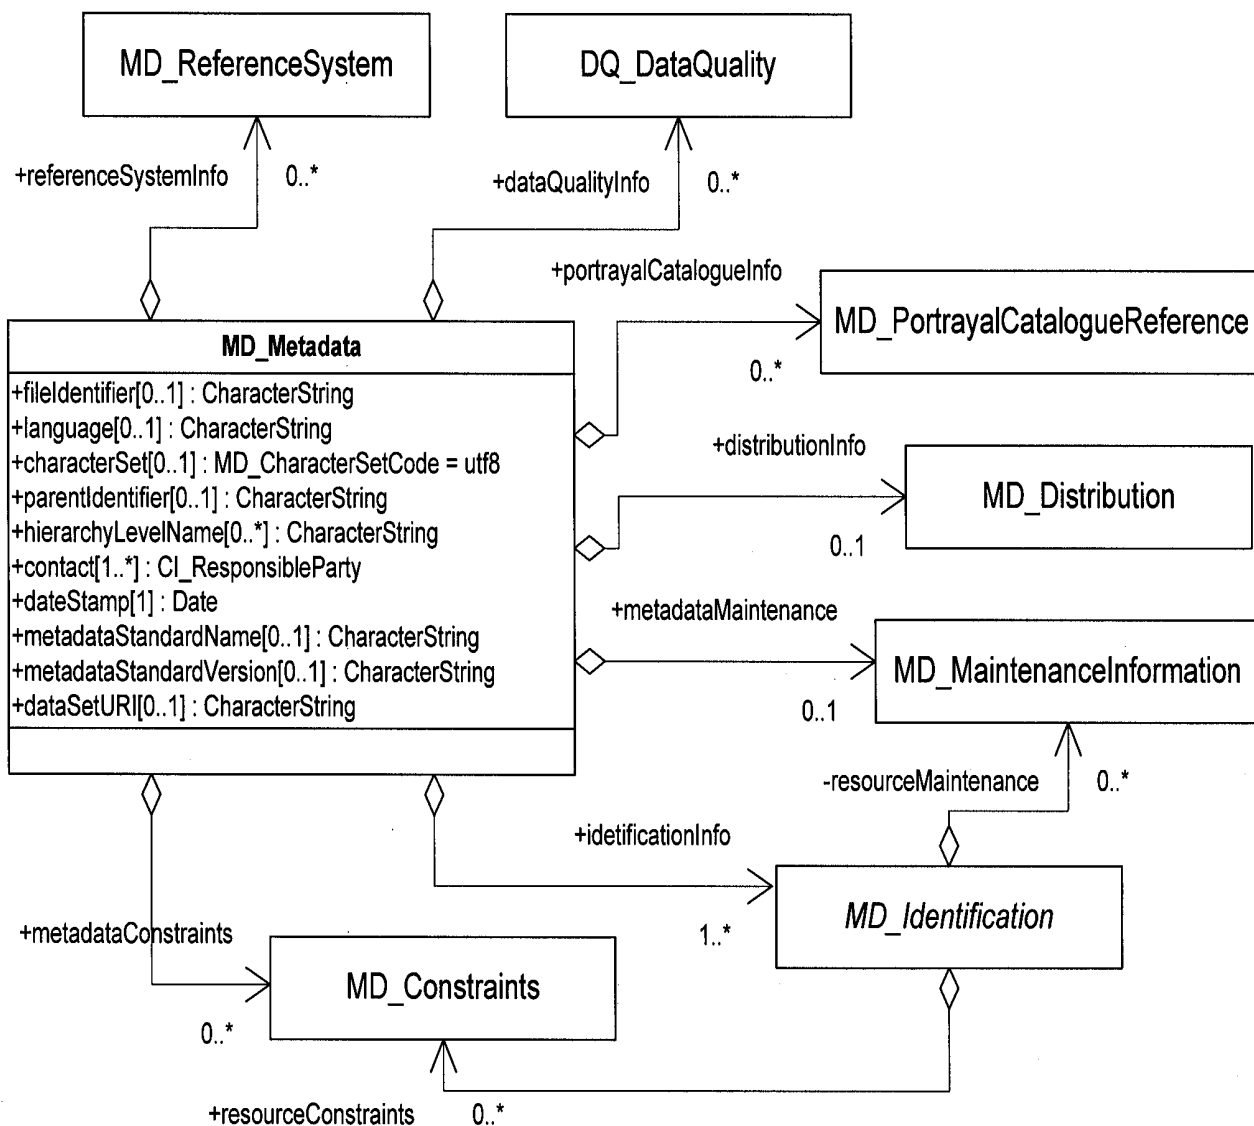 MD_ReferenceSystem
DQ_DataQuality
+referenceSystemInfo
0..*
+dataQualityInfo
0..*
+portrayalCatalogueInfo
MD_PortrayalCatalogueReference
0..*
MD_Metadata
+fileIdentifier[0..1] : CharacterString
+language[0..1] : CharacterString
+characterSet[0..1] : MD_CharacterSetCode = utf8
+parentIdentifier[0..1] : CharacterString
+hierarchyLevelName[0..*] : CharacterString
+contact[1..*] : CI_ResponsibleParty
+dateStamp[1] : Date
+metadataStandardName[0..1] : CharacterString
+metadataStandardVersion[0..1] : CharacterString
+dataSetURI[0..1] : CharacterString
+distributionInfo
MD_Distribution
0..1
+metadataMaintenance
MD_MaintenanceInformation
0..1
-resourceMaintenance
0..*
+idetificationInfo
MD_Identification
1..*
+metadataConstraints
MD_Constraints
0..*
+resourceConstraints
0..*